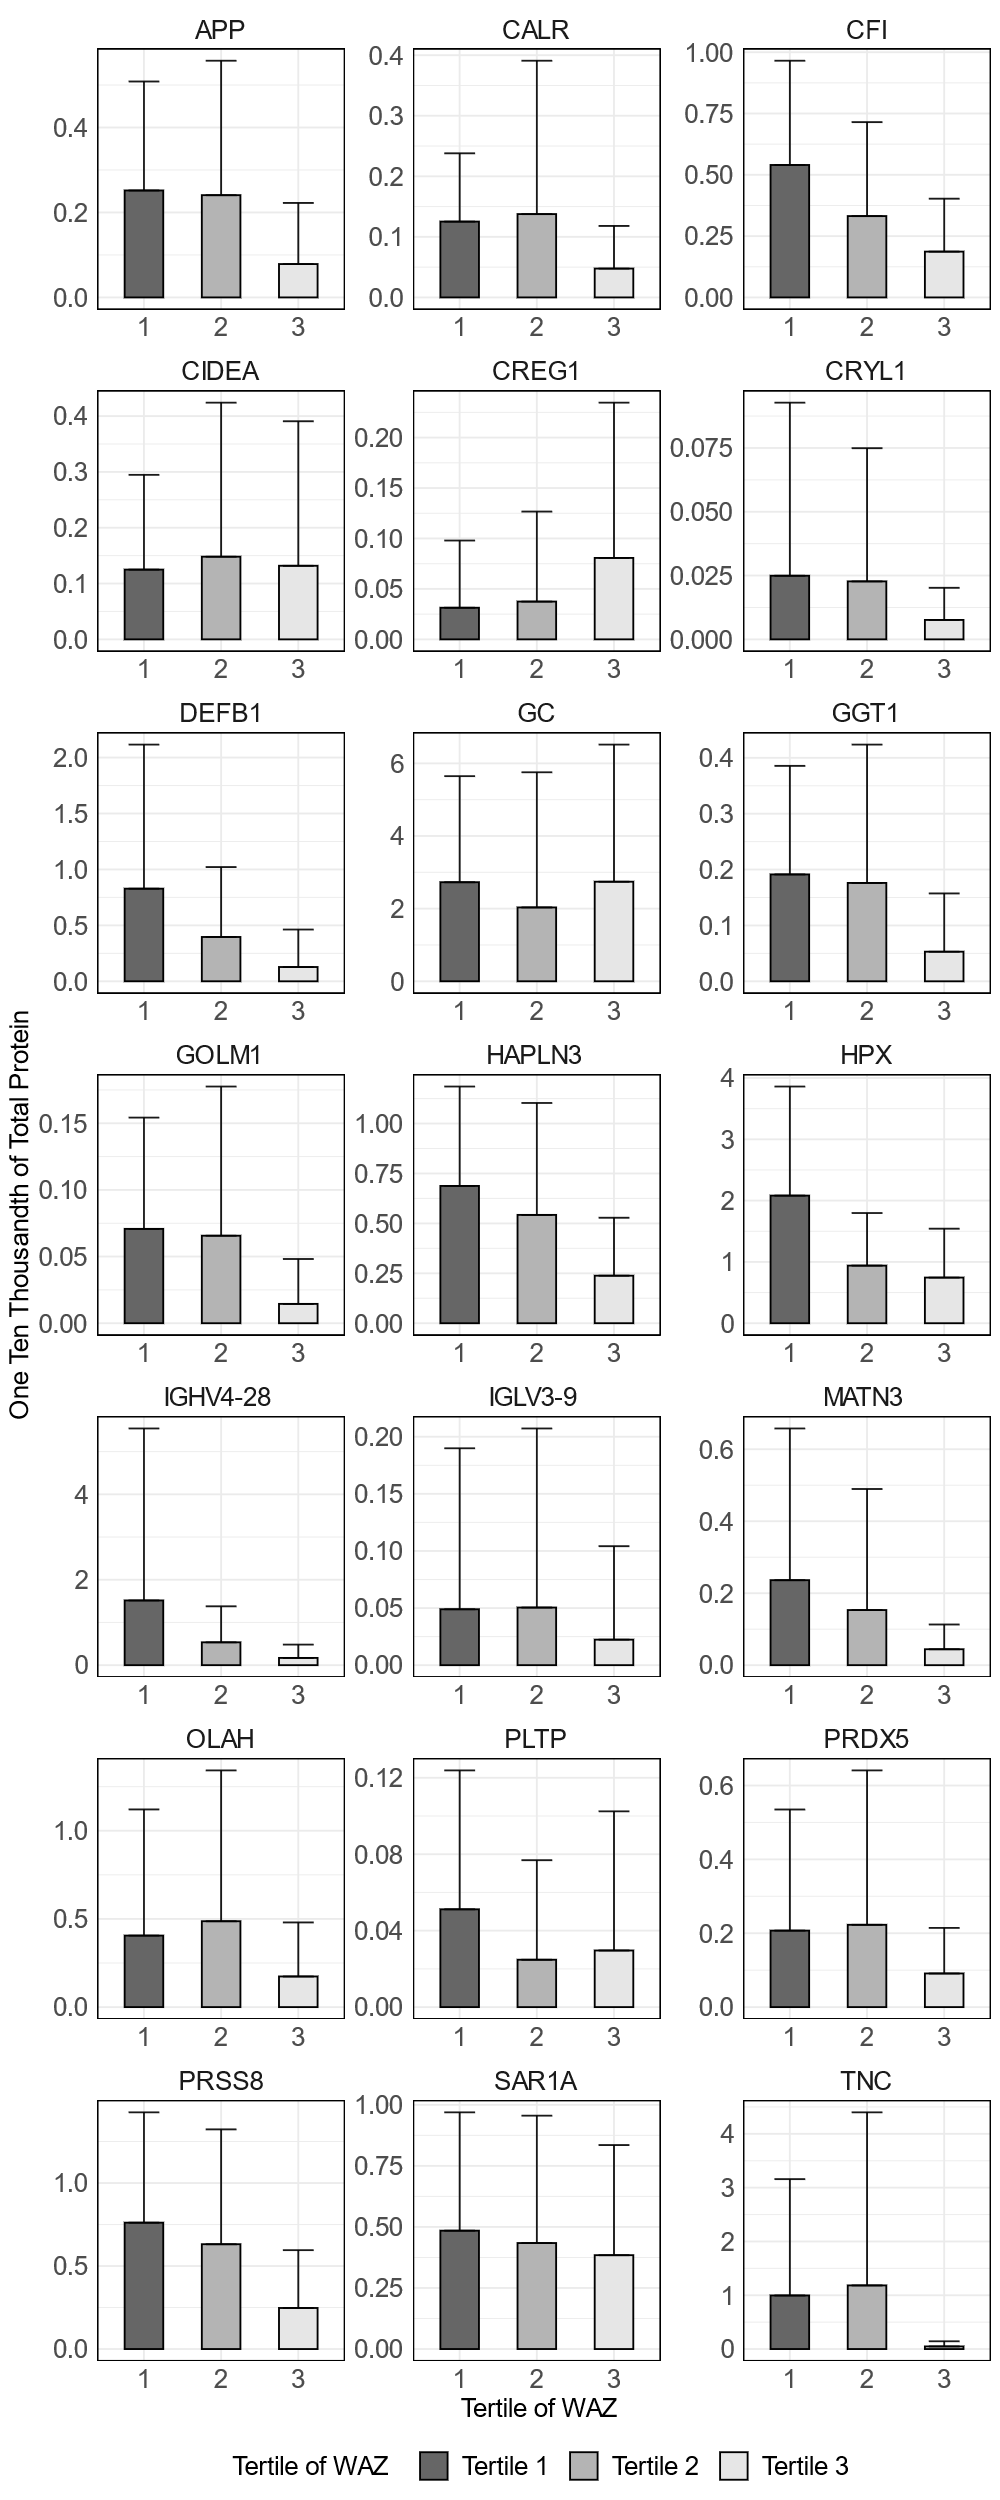 APP CALR CFI
0.4 0.2 0.0
0.4 0.3 0.2 0.1 0.0
1.00 0.75 0.50 0.25 0.00
1 2 3 1 2 3 1 2 3
CIDEA CREG1 CRYL1
0.4 0.3 0.2 0.1 0.0
0.20 0.15 0.10 0.05 0.00
0.075 0.050 0.025 0.000
1 2 3 1 2 3 1 2 3
DEFB1 GC GGT1
2.0 1.5 1.0 0.5 0.0
6 4 2 0
0.4 0.3 0.2 0.1 0.0
1 2 3 1 2 3 1 2 3
One Ten Thousandth of Total Protein
GOLM1 HAPLN3 HPX
0.15 0.10 0.05 0.00
1.00 0.75 0.50 0.25 0.00
4 3 2 1 0
1 2 3 1 2 3 1 2 3
IGHV4-28 IGLV3-9 MATN3
4 2 0
0.20 0.15 0.10 0.05 0.00
0.6 0.4 0.2 0.0
1 2 3 1 2 3 1 2 3
OLAH PLTP PRDX5
1.0 0.5 0.0
0.12 0.08 0.04 0.00
0.6 0.4 0.2 0.0
1 2 3 1 2 3 1 2 3
PRSS8 SAR1A TNC
1.0 0.5 0.0
1.00 0.75 0.50 0.25 0.00
4 3 2 1 0
1 2 3 1 2 3 1 2 3
Tertile of WAZ
Tertile of WAZ Tertile 1 Tertile 2 Tertile 3